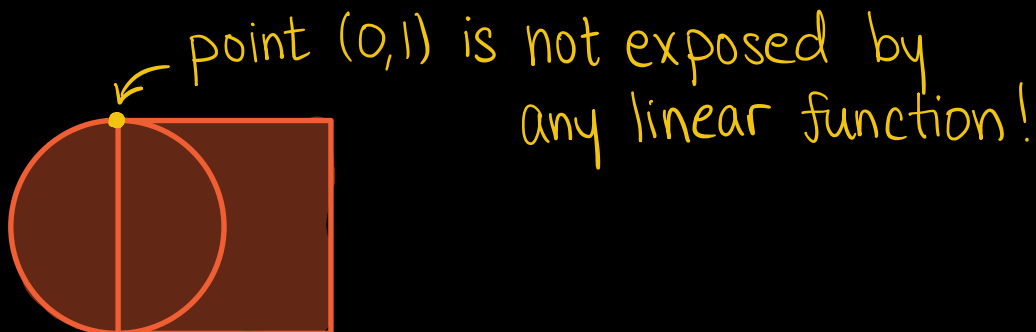 point (0,1) is not exposed by
any linear function!